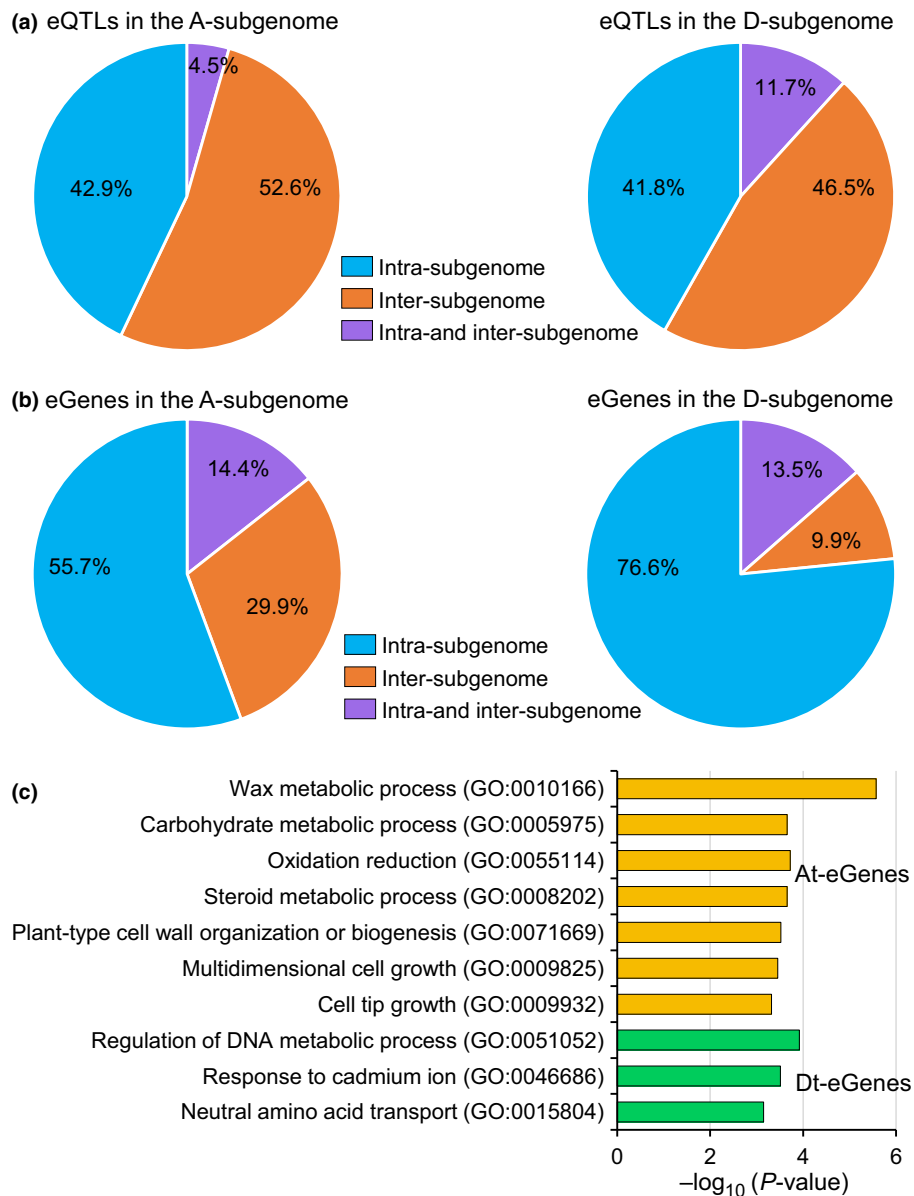 (a) eQTLs in the A-subgenome
eQTLs in the D-subgenome
4.5%
42.9%
52.6%
11.7%
41.8%
46.5%
Intra-subgenome
Inter-subgenome
Intra-and inter-subgenome
(b) eGenes in the A-subgenome
eGenes in the D-subgenome
14.4%
55.7%
29.9%
13.5%
9.9%
76.6%
Intra-subgenome
Inter-subgenome
Intra-and inter-subgenome
(c)
Wax metabolic process (GO:0010166)
Carbohydrate metabolic process (GO:0005975)
Oxidation reduction (GO:0055114)
Steroid metabolic process (GO:0008202)
Plant-type cell wall organization or biogenesis (GO:0071669)
Multidimensional cell growth (GO:0009825)
Cell tip growth (GO:0009932)
Regulation of DNA metabolic process (GO:0051052)
Response to cadmium ion (GO:0046686)
Neutral amino acid transport (GO:0015804)
At-eGenes
Dt-eGenes
0 2 4 6
–log10 (P-value)